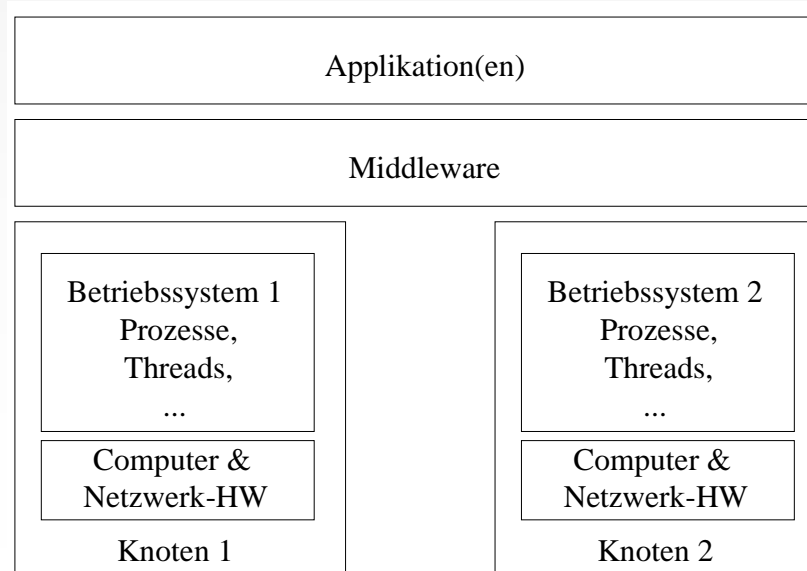 Applikation(en)
Middleware
Betriebssystem 1
Prozesse,
Threads,
...
Computer &
Netzwerk-HW
Knoten 1
Betriebssystem 2
Prozesse,
Threads,
...
Computer &
Netzwerk-HW
Knoten 2